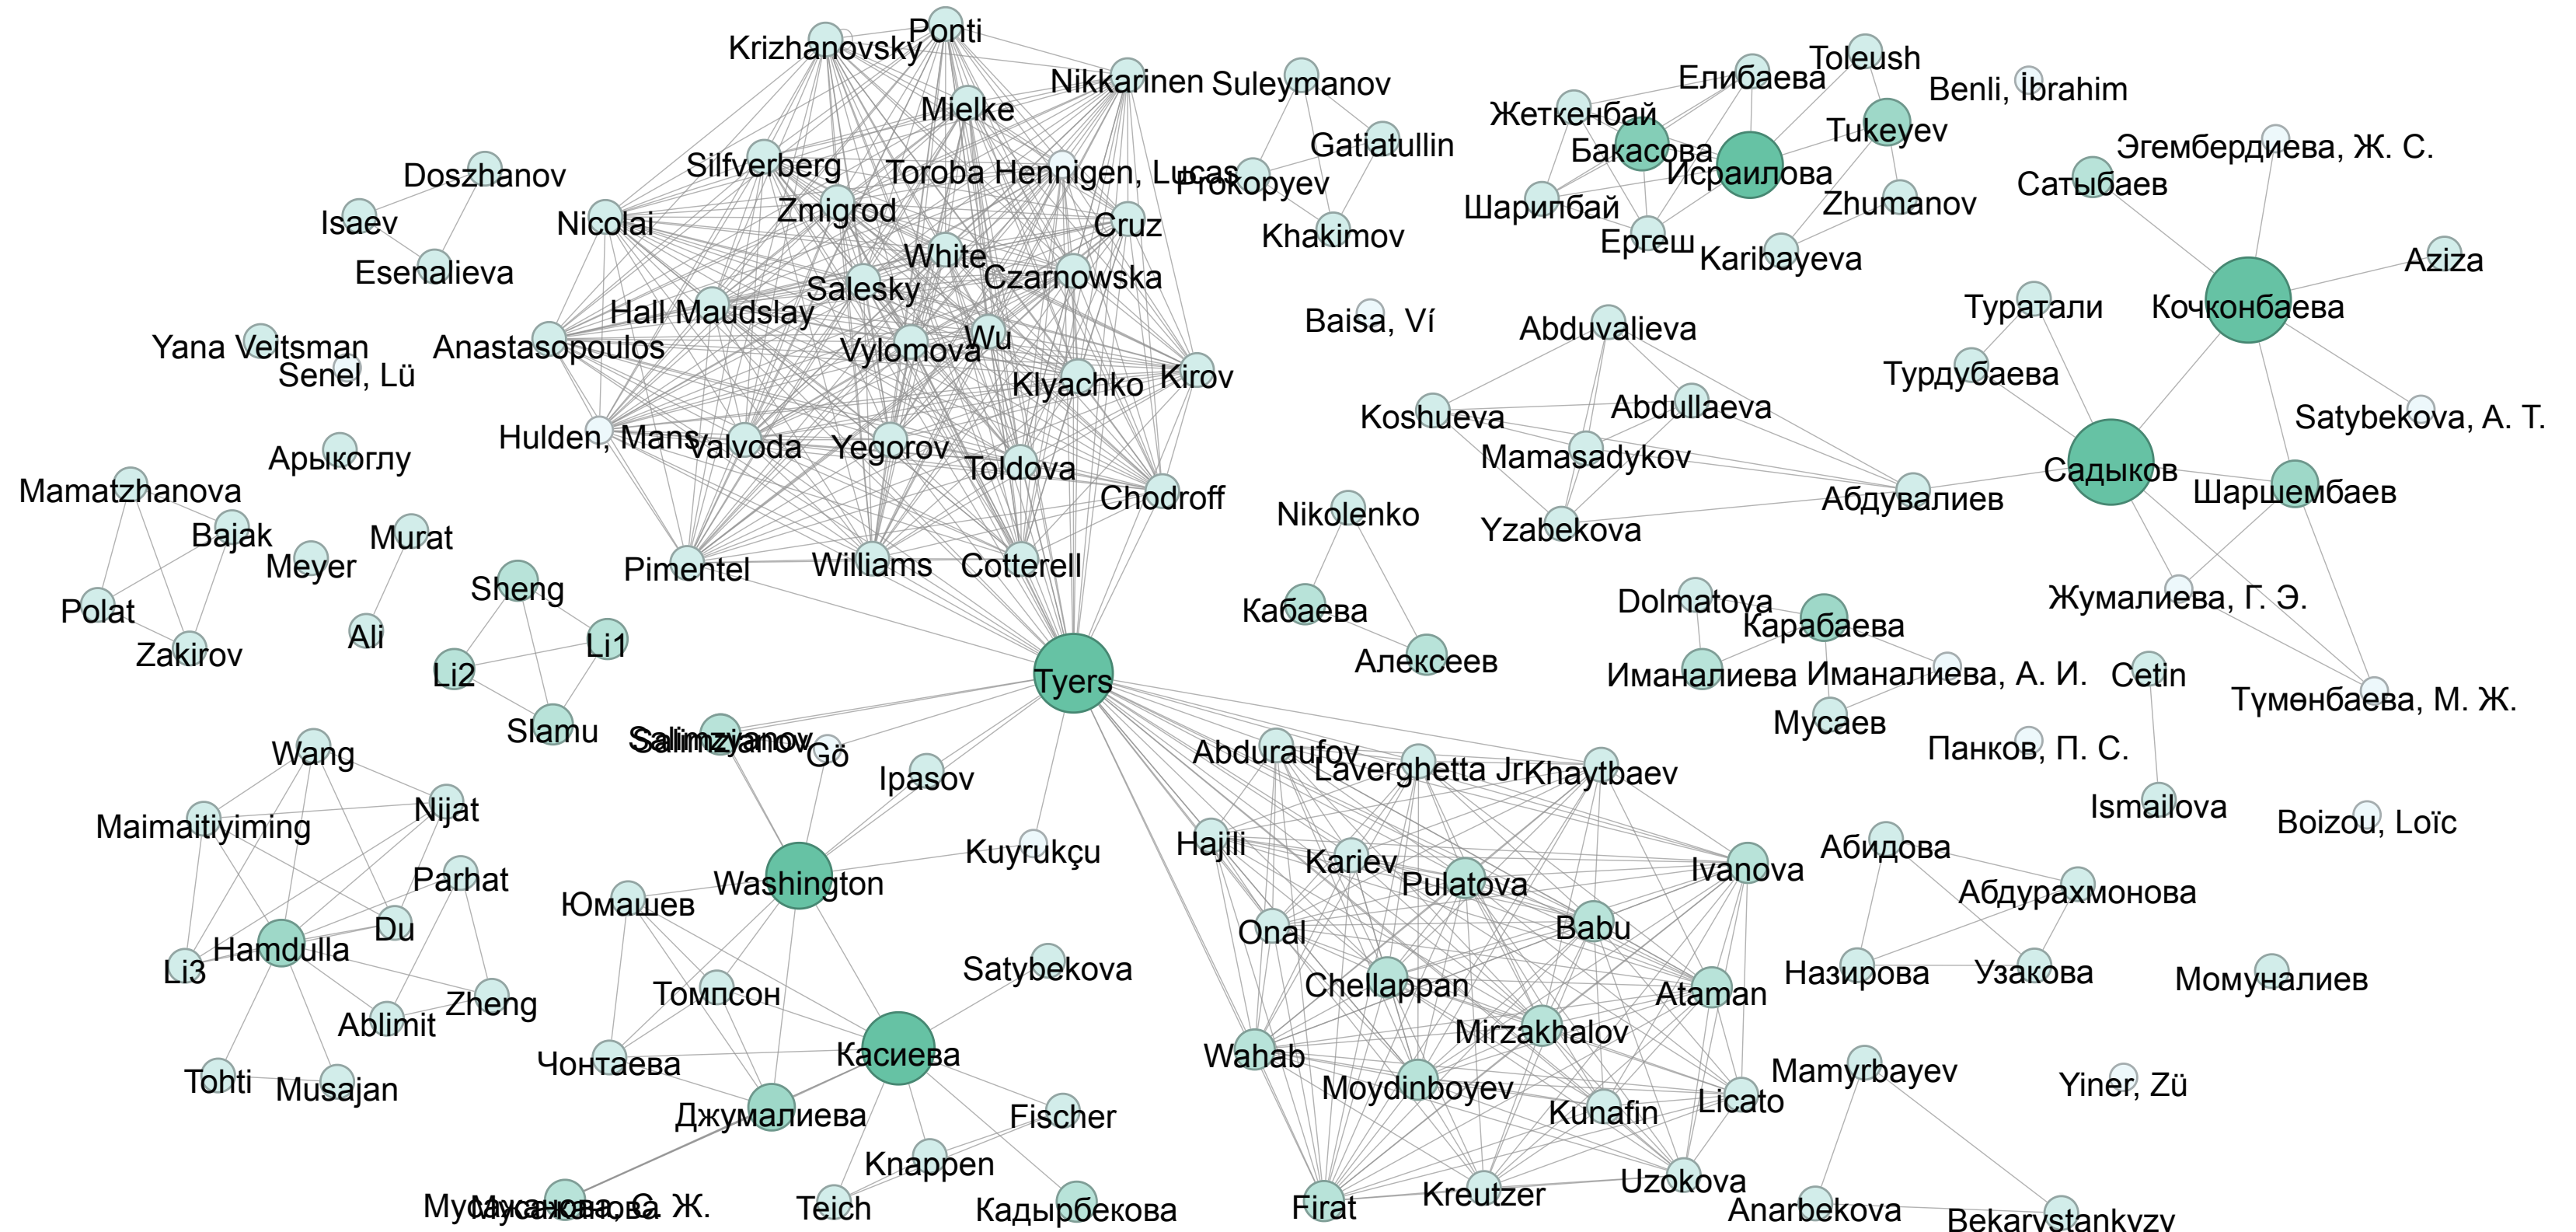 Ponti
Krizhanovsky
Toleush
Nikkarinen
Suleymanov
Елибаева
Benli, İbrahim
Mielke
Жеткенбай
Tukeyev
Эгембердиева, Ж. С.
Gatiatullin
Бакасова
Silfverberg
Toroba Hennigen, Lucas
Doszhanov
Исраилова
Prokopyev
Сатыбаев
Zmigrod
Шарипбай
Zhumanov
Isaev
Nicolai
Cruz
Khakimov
Ергеш
White
Karibayeva
Aziza
Esenalieva
Czarnowska
Salesky
Hall Maudslay
Туратали
Кочконбаева
Baisa, Ví
Abduvalieva
Wu
Yana Veitsman
Anastasopoulos
Vylomova
Senel, Lü
Klyachko
Kirov
Турдубаева
Abdullaeva
Koshueva
Satybekova, A. T.
Hulden, Mans
Valvoda
Yegorov
Арыкоглу
Mamasadykov
Toldova
Садыков
Mamatzhanova
Chodroff
Абдувалиев
Шаршембаев
Nikolenko
Yzabekova
Bajak
Murat
Meyer
Pimentel
Williams
Cotterell
Sheng
Dolmatova
Жумалиева, Г. Э.
Polat
Кабаева
Карабаева
Ali
Li1
Zakirov
Алексеев
Li2
Иманалиева
Иманалиева, А. И.
Cetin
Tyers
Түмөнбаева, М. Ж.
Мусаев
Slamu
Salimzyanov
Wang
Gö
Abduraufov
Панков, П. С.
Laverghetta Jr
Khaytbaev
Ipasov
Ismailova
Nijat
Maimaitiyiming
Boizou, Loïc
Hajili
Абидова
Kuyrukçu
Kariev
Ivanova
Parhat
Washington
Pulatova
Абдурахмонова
Юмашев
Du
Babu
Onal
Hamdulla
Satybekova
Li3
Назирова
Узакова
Момуналиев
Chellappan
Томпсон
Ataman
Zheng
Ablimit
Mirzakhalov
Касиева
Wahab
Чонтаева
Mamyrbayev
Tohti
Musajan
Moydinboyev
Yiner, Zü
Licato
Kunafin
Джумалиева
Fischer
Knappen
Uzokova
Kreutzer
Teich
Кадырбекова
Firat
Anarbekova
Bekarystankyzy